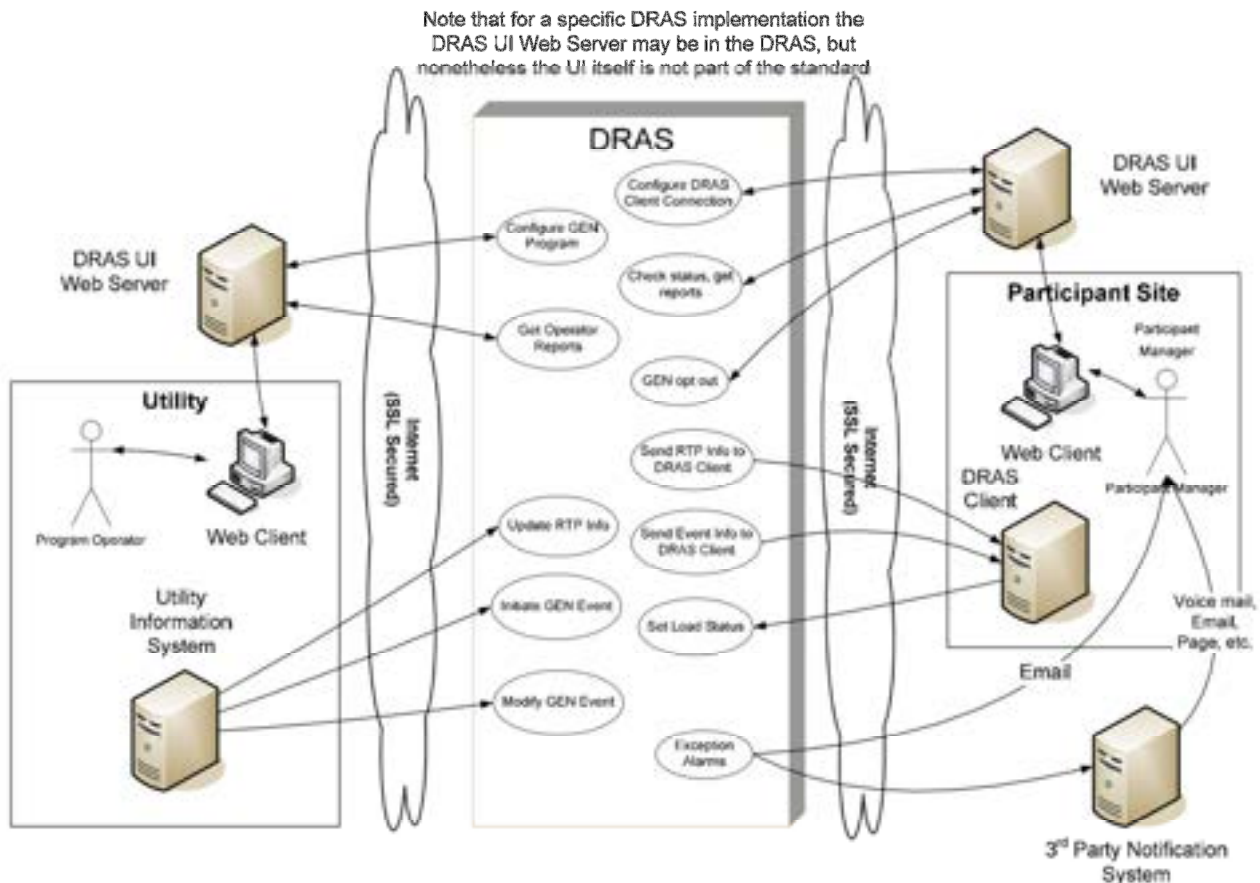 Note that for a specific DRAS implementation the
DRAS UI Web Server may be in the DRAS, but
nonetheless the UI itself is not part of the standard
DRAS
Configure DRAS
Client Connection
Configure GEN
Program
Check status, get
reports
Get Operator
Reports
GEN opt out
Send RTP Info to
DRAS Client
Update RTP Info
Send Event Info to
DRAS Client
Initiate GEN Event
Set Load Status
Modify GEN Event
Exception
Alarms
DRAS UI
Web Server
Utility
Program Operator
Web Client
Utility
Information
System
Internet
(SSL Secured)
Internet
(SSL Secured)
DRAS UI
Web Server
Participant Site
Participant
Manager
Web Client
Participant Manager
DRAS
Client
Voice mail,
Email,
Page, etc.
Email
3rd Party Notification
System